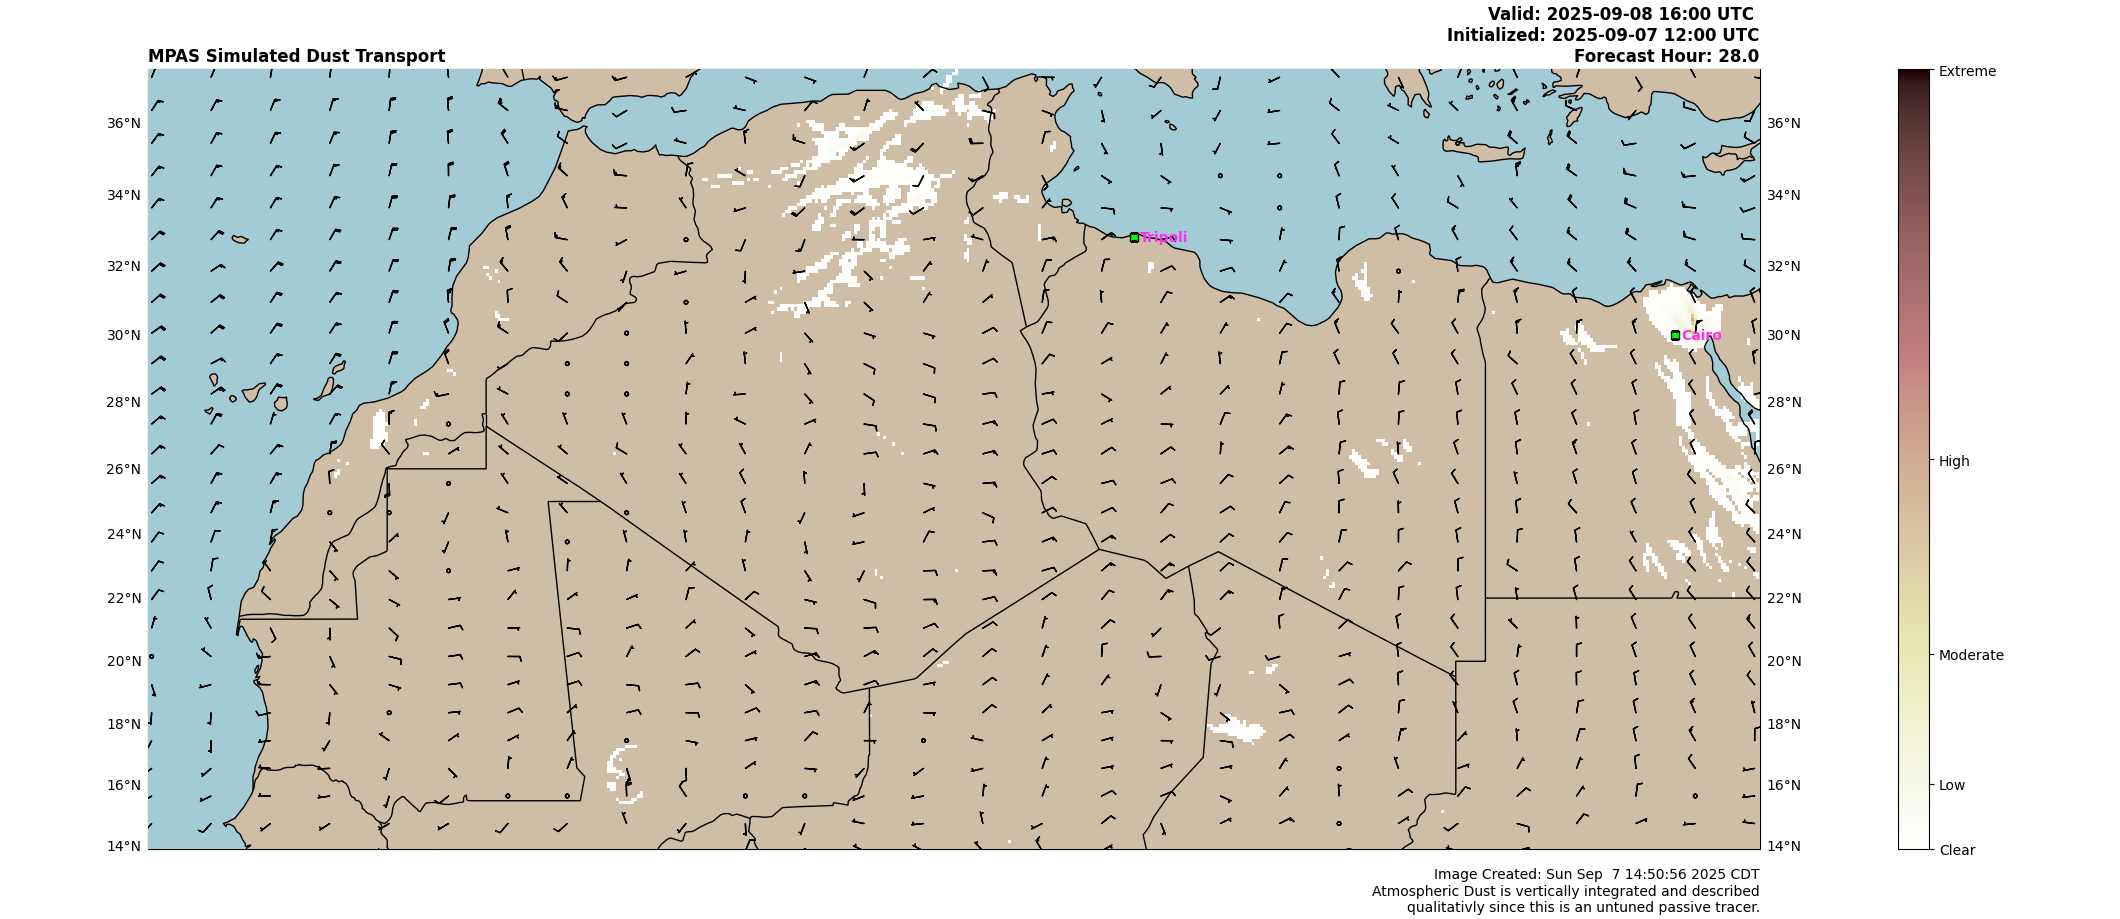 Valid: 2025-09-08 16:00 UTC
Initialized: 2025-09-07 12:00 UTC
MPAS Simulated Dust Transport
Forecast Hour: 28.0
Extreme
36°N
36°N
34°N
34°N
Tripoli
32°N
32°N
30°N
Cairo
30°N
28°N
28°N
High
26°N
26°N
24°N
24°N
22°N
22°N
20°N
20°N
Moderate
18°N
18°N
16°N
16°N
Low
14°N
14°N
Clear
Image Created: Sun Sep  7 14:50:56 2025 CDT
Atmospheric Dust is vertically integrated and described
qualitativly since this is an untuned passive tracer.